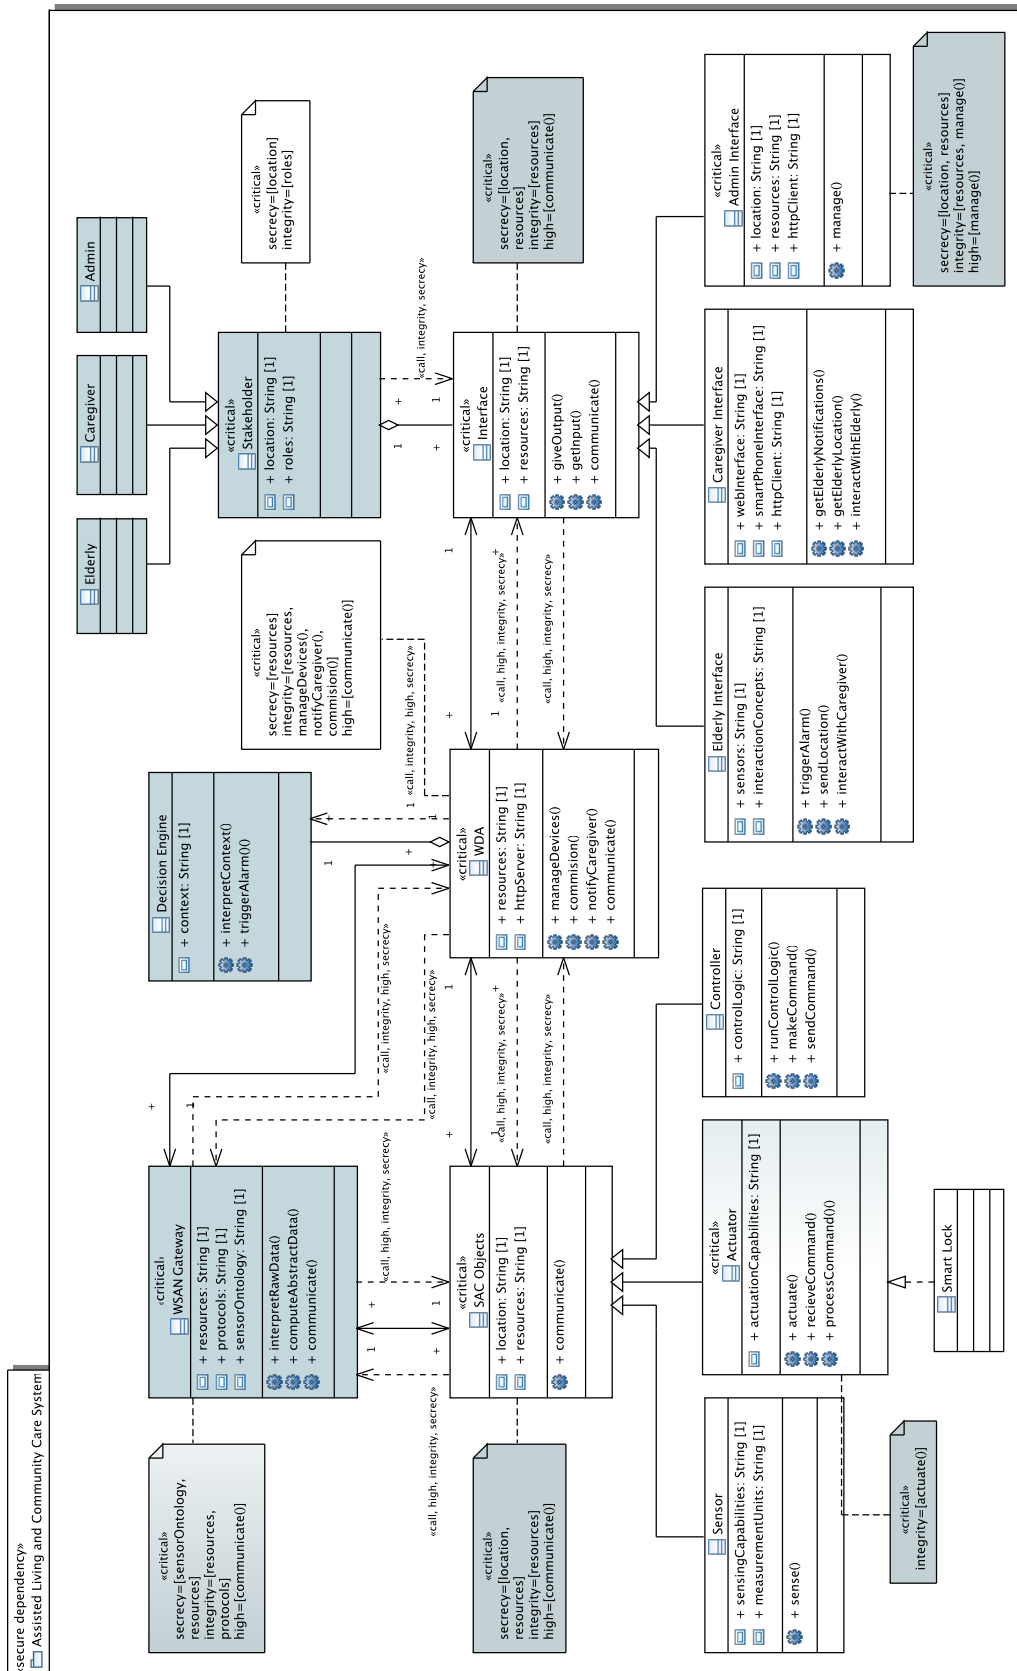 «secure dependency»
Assisted Living and Community Care System
Elderly
Caregiver
Admin
«critical»
secrecy=[sensorOntology,
resources]
integrity=[resources,
protocols]
high=[communicate()]
‹critical›
WSAN Gateway
+ resources: String [1]
+ protocols: String [1]
+ sensorOntology: String [1]
+ interpretRawData()
+ computeAbstractData()
+ communicate()
+
1
Decision Engine
+ context: String [1]
+ interpretContext()
+ triggerAlarm()()
«critical»
secrecy=[resources]
integrity=[resources,
manageDevices(),
notifyCaregiver(),
commision()]
high=[communicate()]
«critical»
Stakeholder
+ location: String [1]
+ roles: String [1]
«critical»
secrecy=[location]
integrity=[roles]
1
+
1
+
«call, high, integrity, secrecy»
«call, high, integrity, secrecy»
1
+
1
+
«call, integrity, high, secrecy»
«call, integrity, high, secrecy»
«call, integrity, high, secrecy»
1
1
+
+
1
+
«call, integrity, secrecy»
«critical»
secrecy=[location,
resources]
integrity=[resources]
high=[communicate()]
«critical»
SAC Objects
+ location: String [1]
+ resources: String [1]
+ communicate()
+
1
«call, high, integrity, secrecy»
1
+
«call, high, integrity, secrecy»
«critical»
WDA
+ resources: String [1]
+ httpServer: String [1]
+ manageDevices()
+ commision()
+ notifyCaregiver()
+ communicate()
+
1
1
«call, high, integrity, secrecy»
+
«call, high, integrity, secrecy»
«critical»
Interface
+ location: String [1]
+ resources: String [1]
+ giveOutput()
+ getInput()
+ communicate()
«critical»
secrecy=[location,
resources]
integrity=[resources]
high=[communicate()]
Sensor
+ sensingCapabilities: String [1]
+ measurementUnits: String [1]
+ sense()
«critical»
Actuator
+ actuationCapabilities: String [1]
+ actuate()
+ recieveCommand()
+ processCommand()()
Controller
+ controlLogic: String [1]
+ runControlLogic()
+ makeCommand()
+ sendCommand()
Elderly Interface
+ sensors: String [1]
+ interactionConcepts: String [1]
+ triggerAlarm()
+ sendLocation()
+ interactWithCaregiver()
Caregiver Interface
+ webInterface: String [1]
+ smartPhoneInterface: String [1]
+ httpClient: String [1]
+ getElderlyNotifications()
+ getElderlyLocation()
+ interactWithElderly()
«critical»
Admin Interface
+ location: String [1]
+ resources: String [1]
+ httpClient: String [1]
+ manage()
«critical»
integrity=[actuate()]
Smart Lock
«critical»
secrecy=[location, resources]
integrity=[resources, manage()]
high=[manage()]